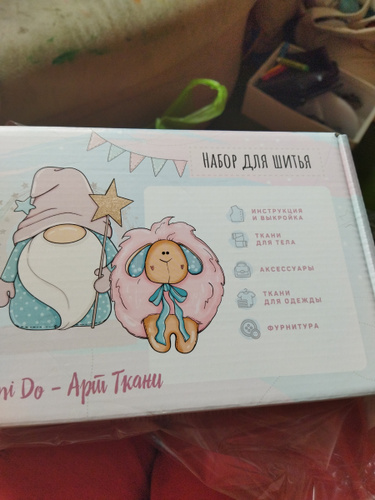 НАБОР ДЛЯ ШИТЬЯ
ИНСТРУКЦИЯ
И ВЫКРОЙКА
ТКАНИ
ДЛЯ ТЕЛА
АКСЕССУАРЫ
ТКАНИ
ДЛЯ ОДЕЖДЫ
ФУРНИТУРА
Do - Арт Ткани